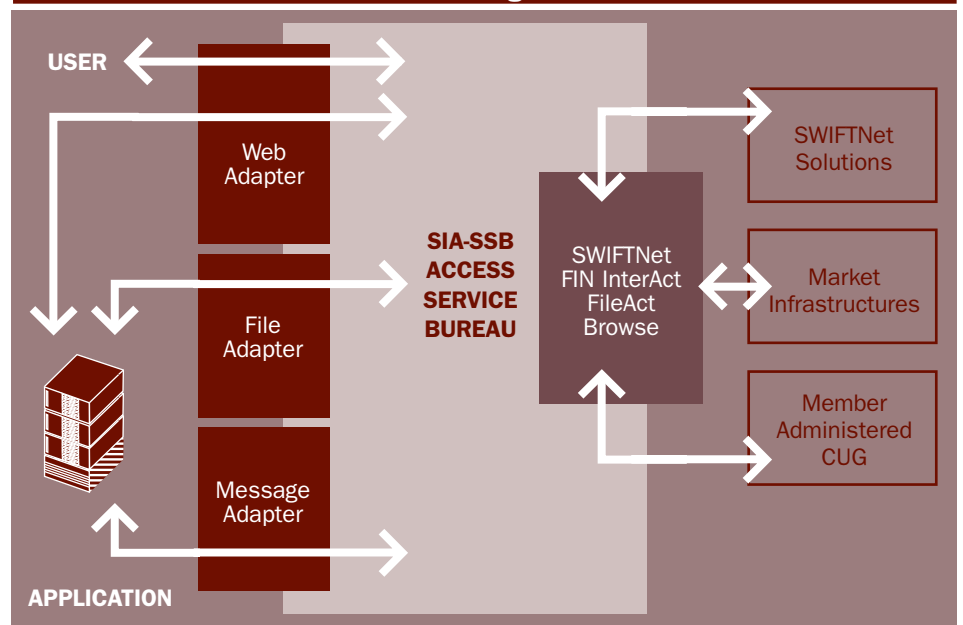 USER
Web
Adapter
File
Adapter
Message
Adapter
APPLICATION
SIA-SSB
ACCESS
SERVICE
BUREAU
SWIFTNet
FIN InterAct
FileAct
Browse
SWIFTNet
Solutions
Market
Infrastructures
Member
Administered
CUG